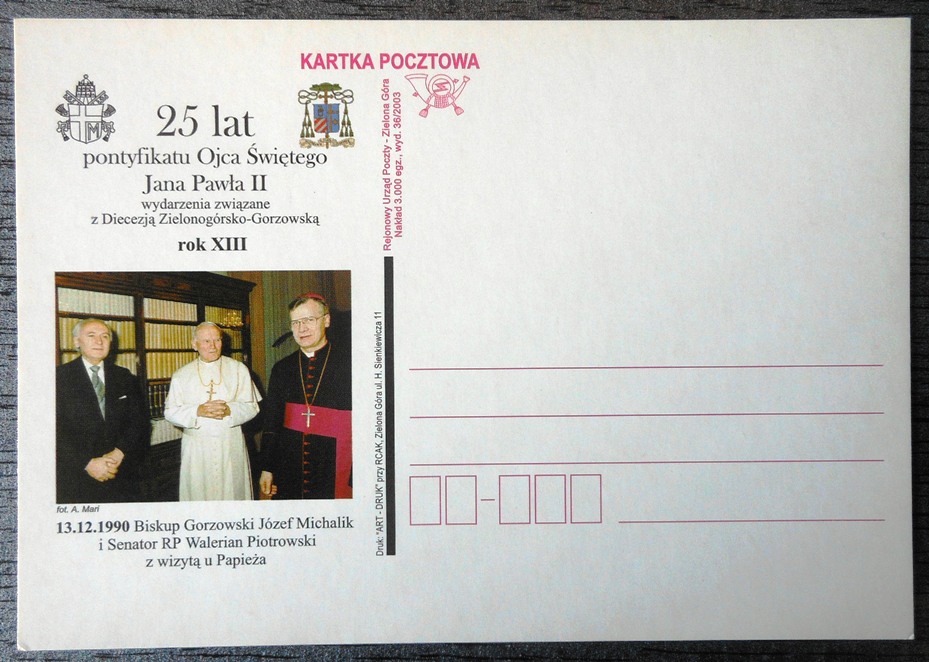 KARTKA POCZTOWA
25 lat
pontyfikatu Ojca Świętego
Jana Pawła II
wydarzenia związane
z Diecezją Zielonogórsko-Gorzowską
rok XIII
fot. A. Mari
13.12.1990 Biskup Gorzowski Józef Michalik
i Senator RP Walerian Piotrowski
z wizytą u Papieża
Rejonowy Urząd Poczty - Zielona Góra
Nakład 3.000 egz., wyd. 36/2003
Druk: "ART - DRUK" przy RCAK, Zielona Góra ul. H. Sienkiewicza 11